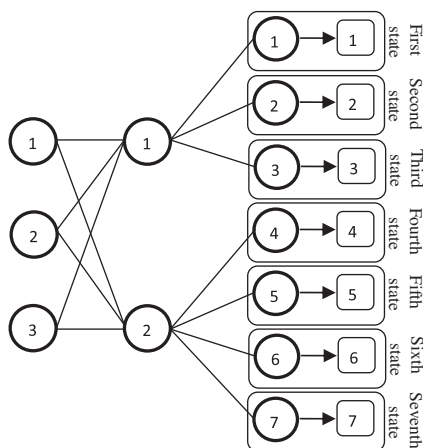 1 1 First
state
2 2 Second
state
1 1
3 3 Third
state
2
4 4 Fourth
state
3 2
5 5 Fifth
state
6 6 Sixth
state
7 7 Seventh